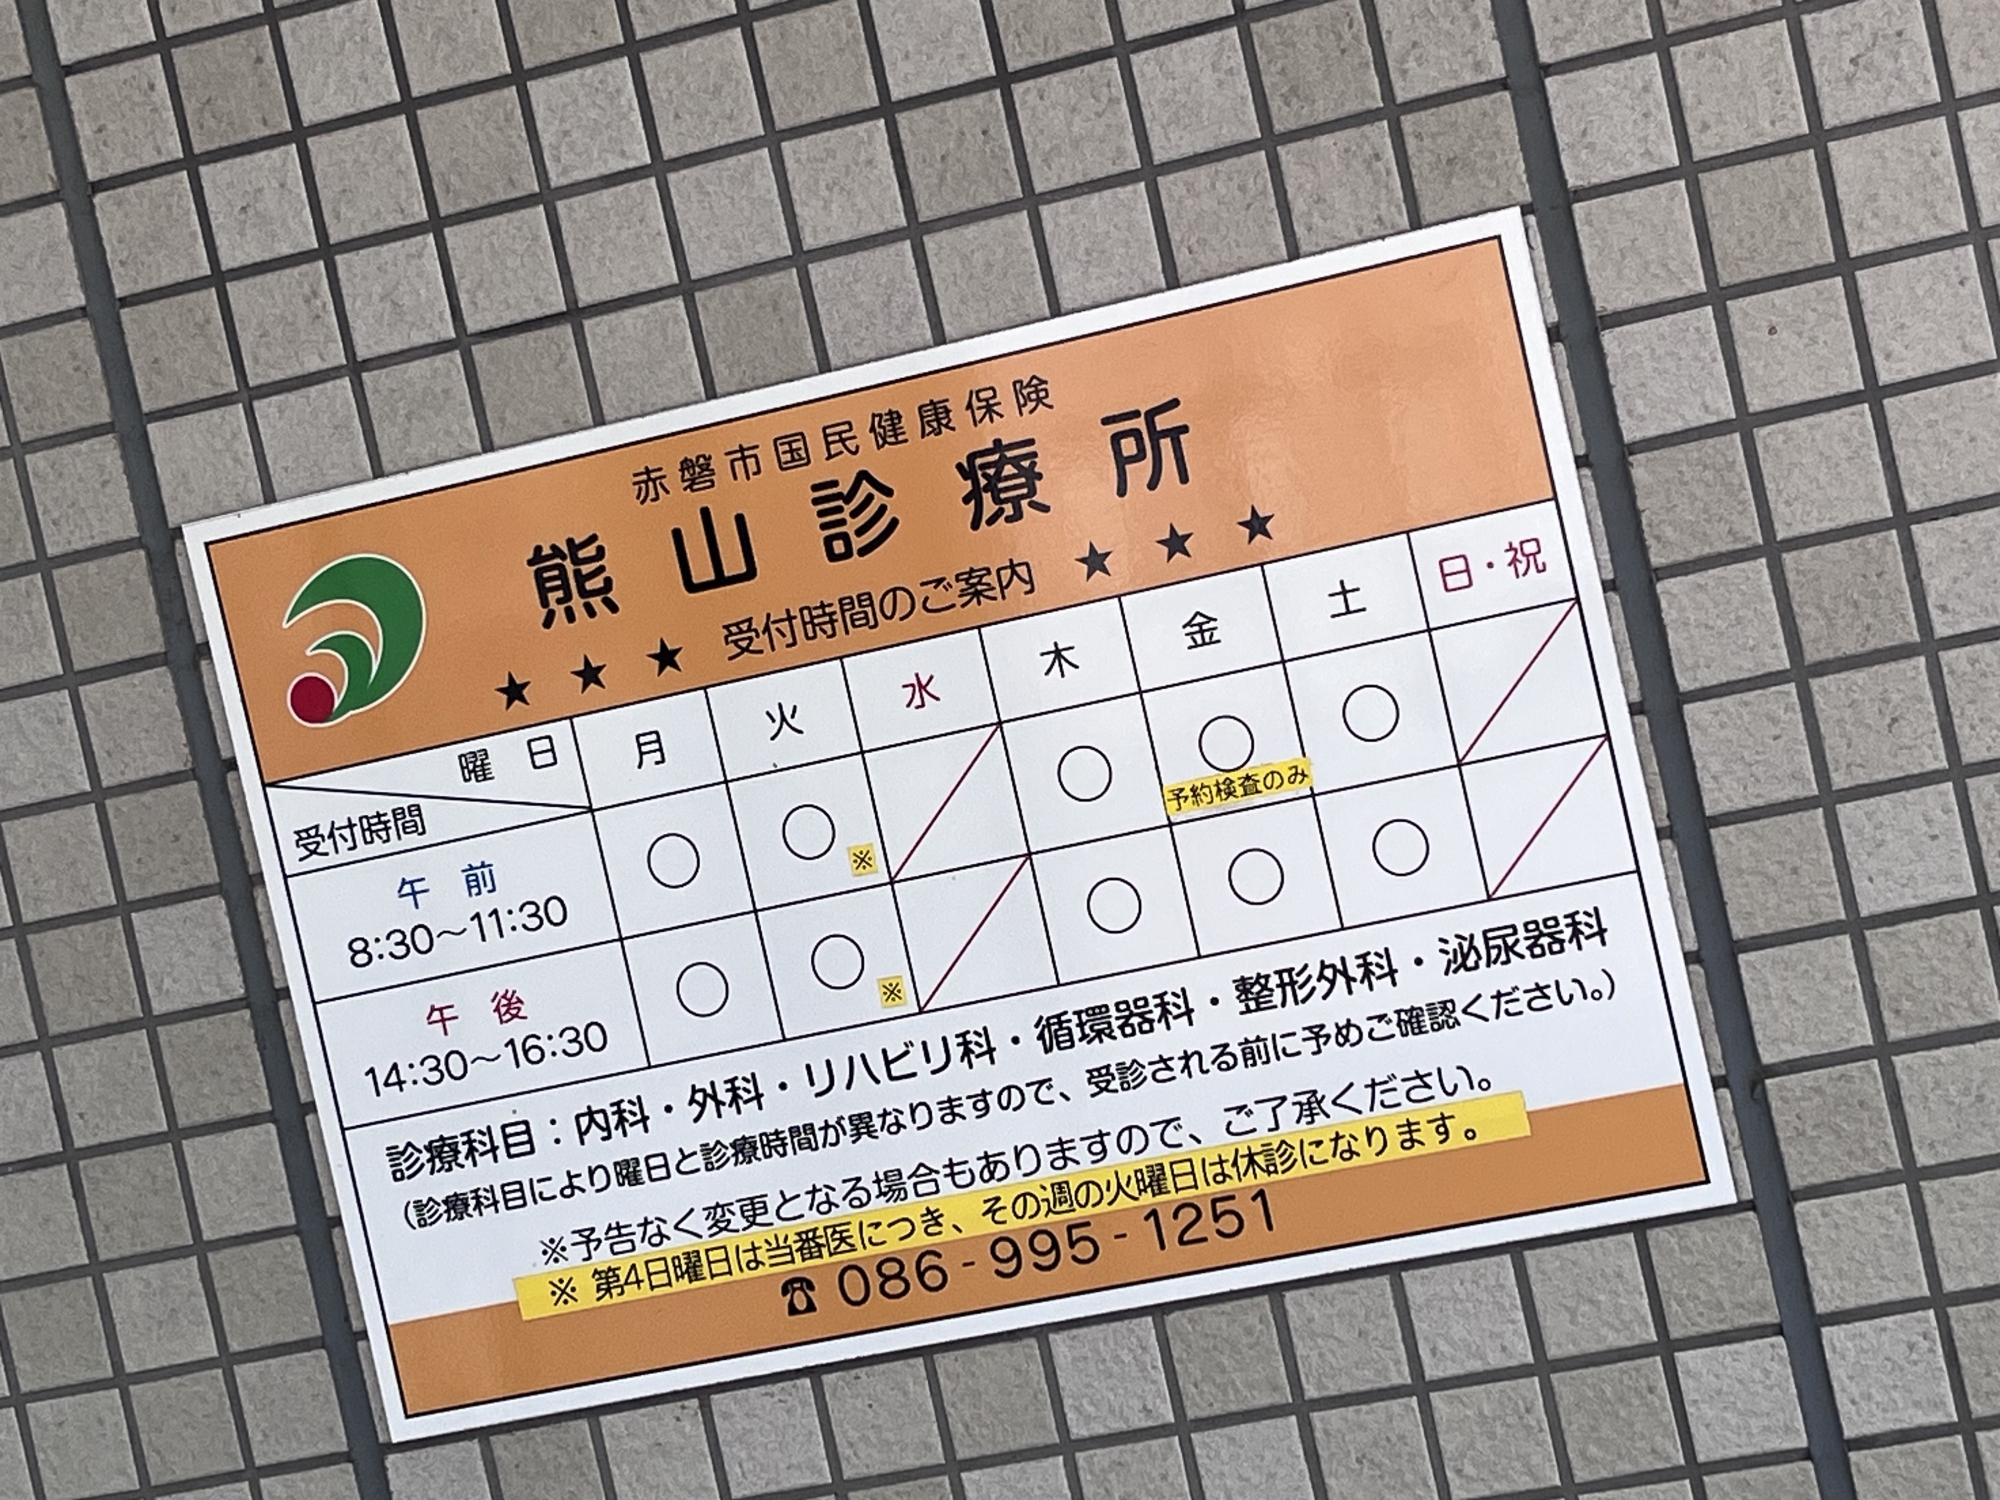 赤磐市国民健康保険
熊山診療所
★ ★ ★ 受付時間のご案内 ★ ★ ★
曜日 月 火 水 木 金 土 日・祝
受付時間
午前
8:30～11:30 ○ ○※ ○ ○ ○
予約検査のみ
午後
14:30～16:30 ○ ○※ ○ ○ ○
診療科目：内科・外科・リハビリ科・循環器科・整形外科・泌尿器科
（診療科目により曜日と診療時間が異なりますので、受診される前に予めご確認ください。）
※予告なく変更となる場合もありますので、ご了承ください。
※ 第4日曜日は当番医につき、その週の火曜日は休診になります。
☎ 086-995-1251